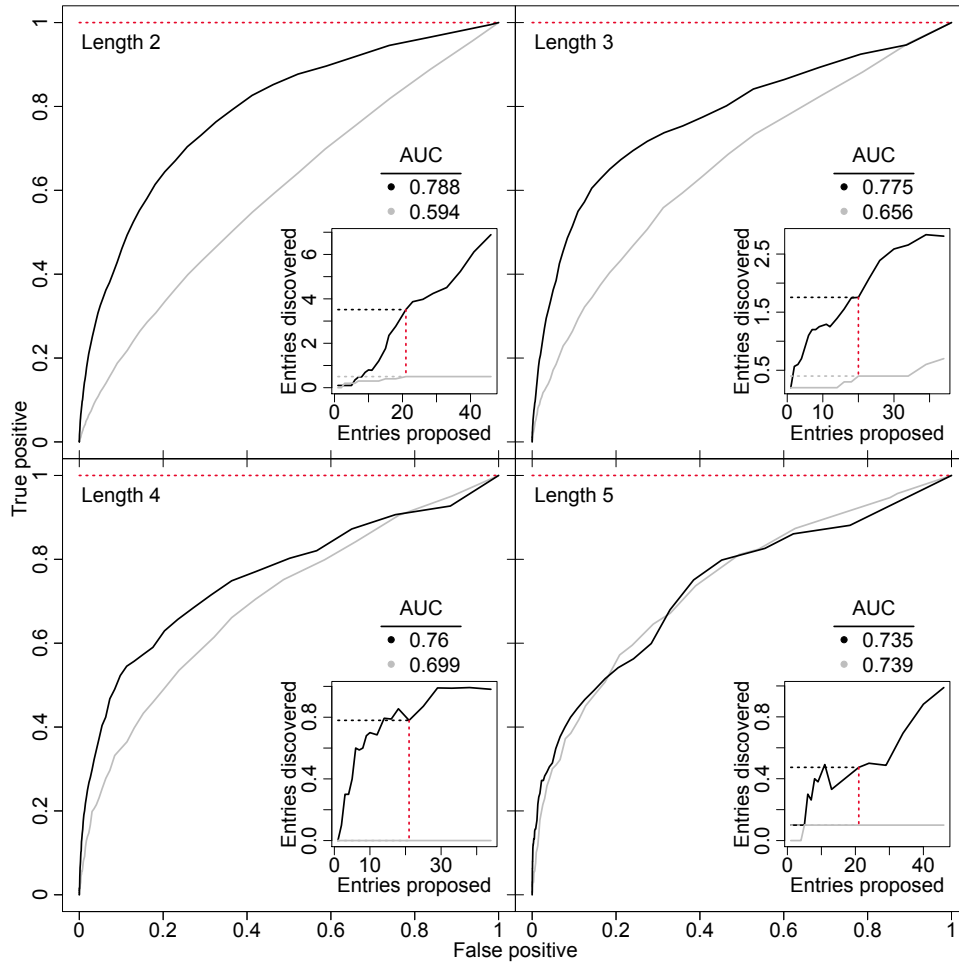 Length 2
AUC
0.788
0.594
Entries discovered
0 2 4 6
0 20 40
Entries proposed
Length 3
AUC
0.775
0.656
Entries discovered
0.5 1.5 2.5
0 10 30
Entries proposed
0 0.2 0.4 0.6 0.8 1
True positive
Length 4
AUC
0.76
0.699
Entries discovered
0.0 0.4 0.8
0 10 30
Entries proposed
Length 5
AUC
0.735
0.739
Entries discovered
0.0 0.4 0.8
0 20 40
Entries proposed
0 0.2 0.4 0.6 0.8 1
0 0.2 0.4 0.6 0.8 1
0 0.2 0.4 0.6 0.8 1
False positive